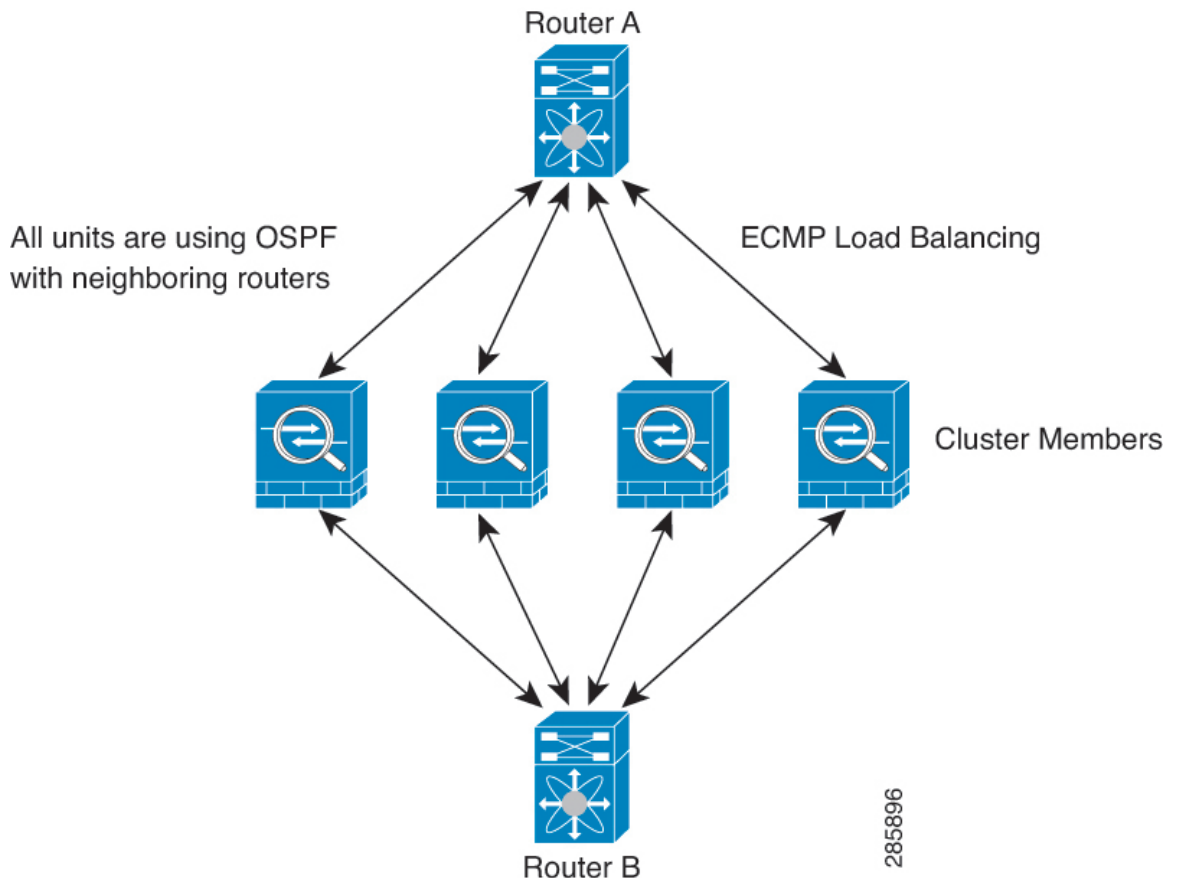 Router A
All units are using OSPF
with neighboring routers
ECMP Load Balancing
Cluster Members
285896
Router B